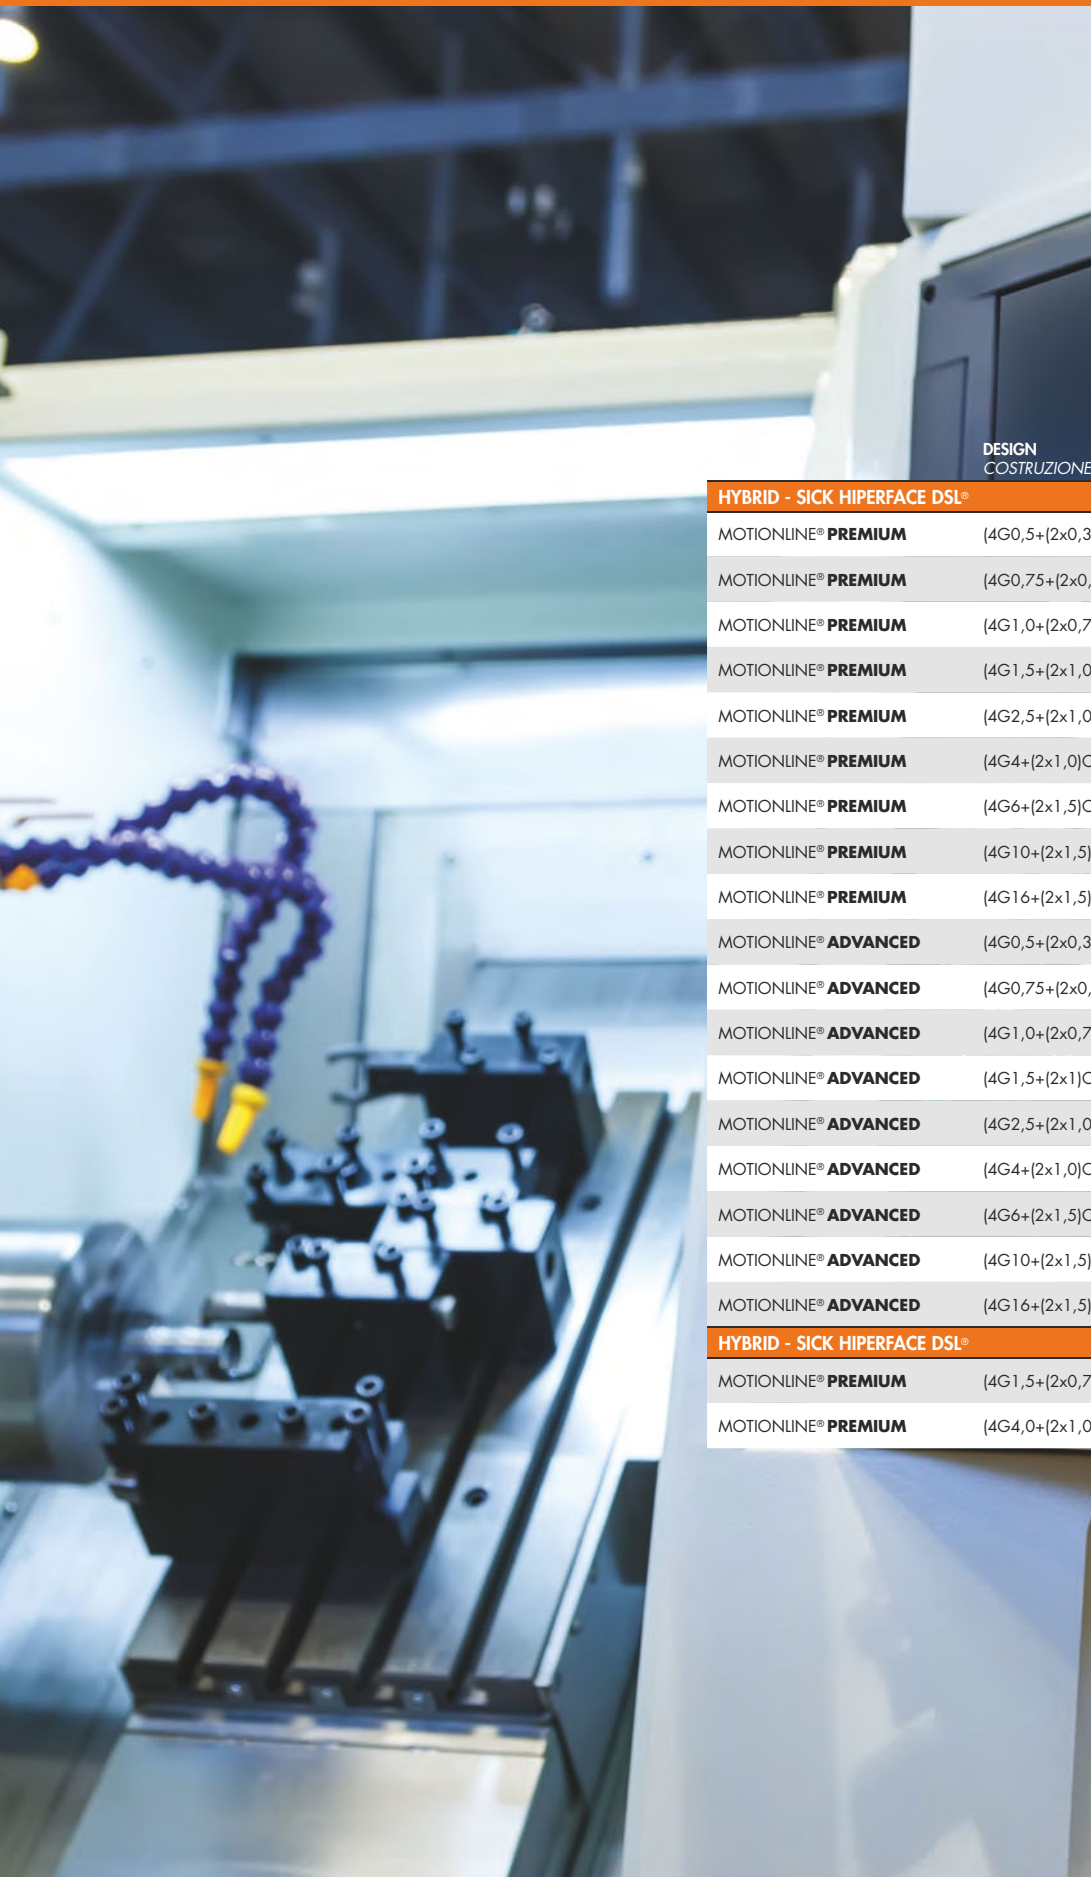 DESIGN
COSTRUZIONE
HYBRID - SICK HIPERFACE DSL®
MOTIONLINE® PREMIUM (4G0,5+(2x0,3
MOTIONLINE® PREMIUM (4G0,75+(2x0,
MOTIONLINE® PREMIUM (4G1,0+(2x0,7
MOTIONLINE® PREMIUM (4G1,5+(2x1,0
MOTIONLINE® PREMIUM (4G2,5+(2x1,0
MOTIONLINE® PREMIUM (4G4+(2x1,0)C
MOTIONLINE® PREMIUM (4G6+(2x1,5)C
MOTIONLINE® PREMIUM (4G10+(2x1,5)
MOTIONLINE® PREMIUM (4G16+(2x1,5)
MOTIONLINE® ADVANCED (4G0,5+(2x0,3
MOTIONLINE® ADVANCED (4G0,75+(2x0,
MOTIONLINE® ADVANCED (4G1,0+(2x0,7
MOTIONLINE® ADVANCED (4G1,5+(2x1)C
MOTIONLINE® ADVANCED (4G2,5+(2x1,0
MOTIONLINE® ADVANCED (4G4+(2x1,0)C
MOTIONLINE® ADVANCED (4G6+(2x1,5)C
MOTIONLINE® ADVANCED (4G10+(2x1,5)
MOTIONLINE® ADVANCED (4G16+(2x1,5)
HYBRID - SICK HIPERFACE DSL®
MOTIONLINE® PREMIUM (4G1,5+(2x0,7
MOTIONLINE® PREMIUM (4G4,0+(2x1,0